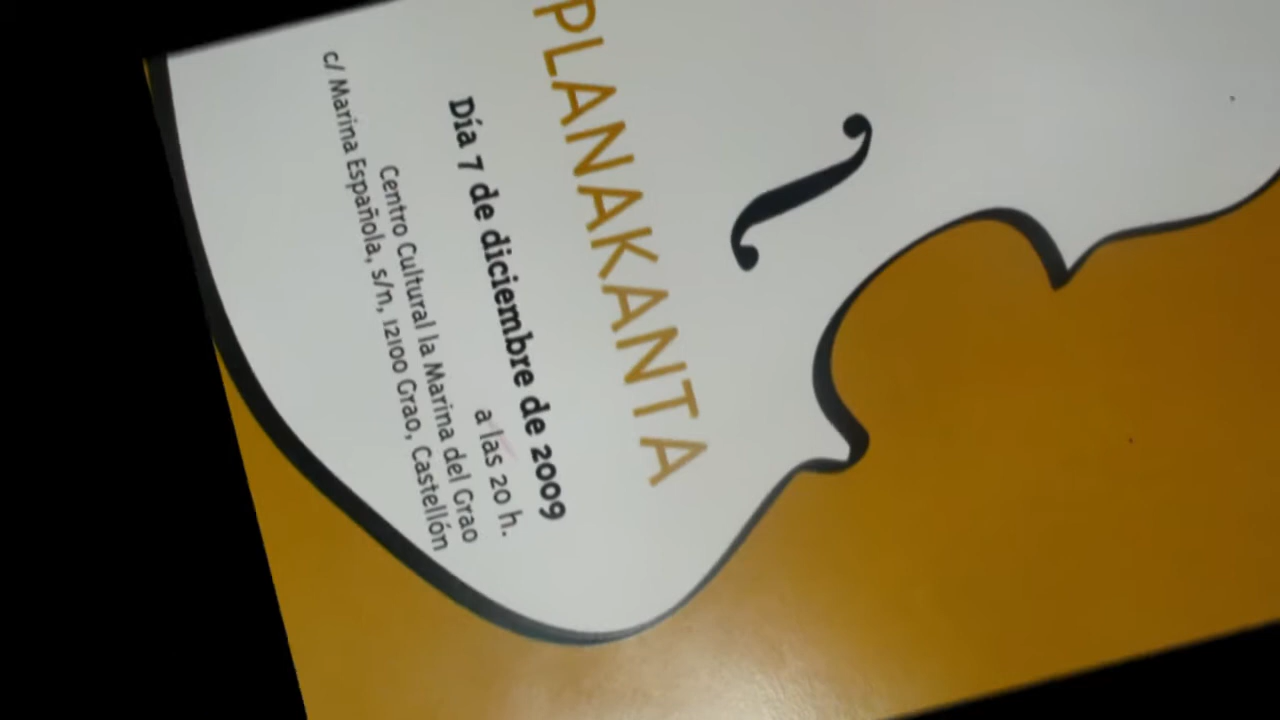 PLANAKANTA
Día 7 de diciembre de 2009
a las 20 h.
Centro Cultural la Marina del Grao
c/ Marina Española, s/n, 12100 Grao, Castellón